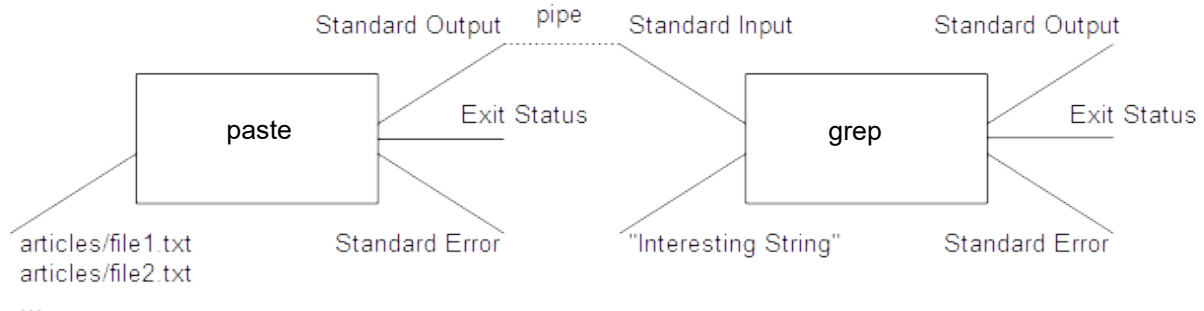 Standard Output pipe Standard Input Standard Output
paste Exit Status grep Exit Status
articles/file1.txt Standard Error "Interesting String" Standard Error
articles/file2.txt
...